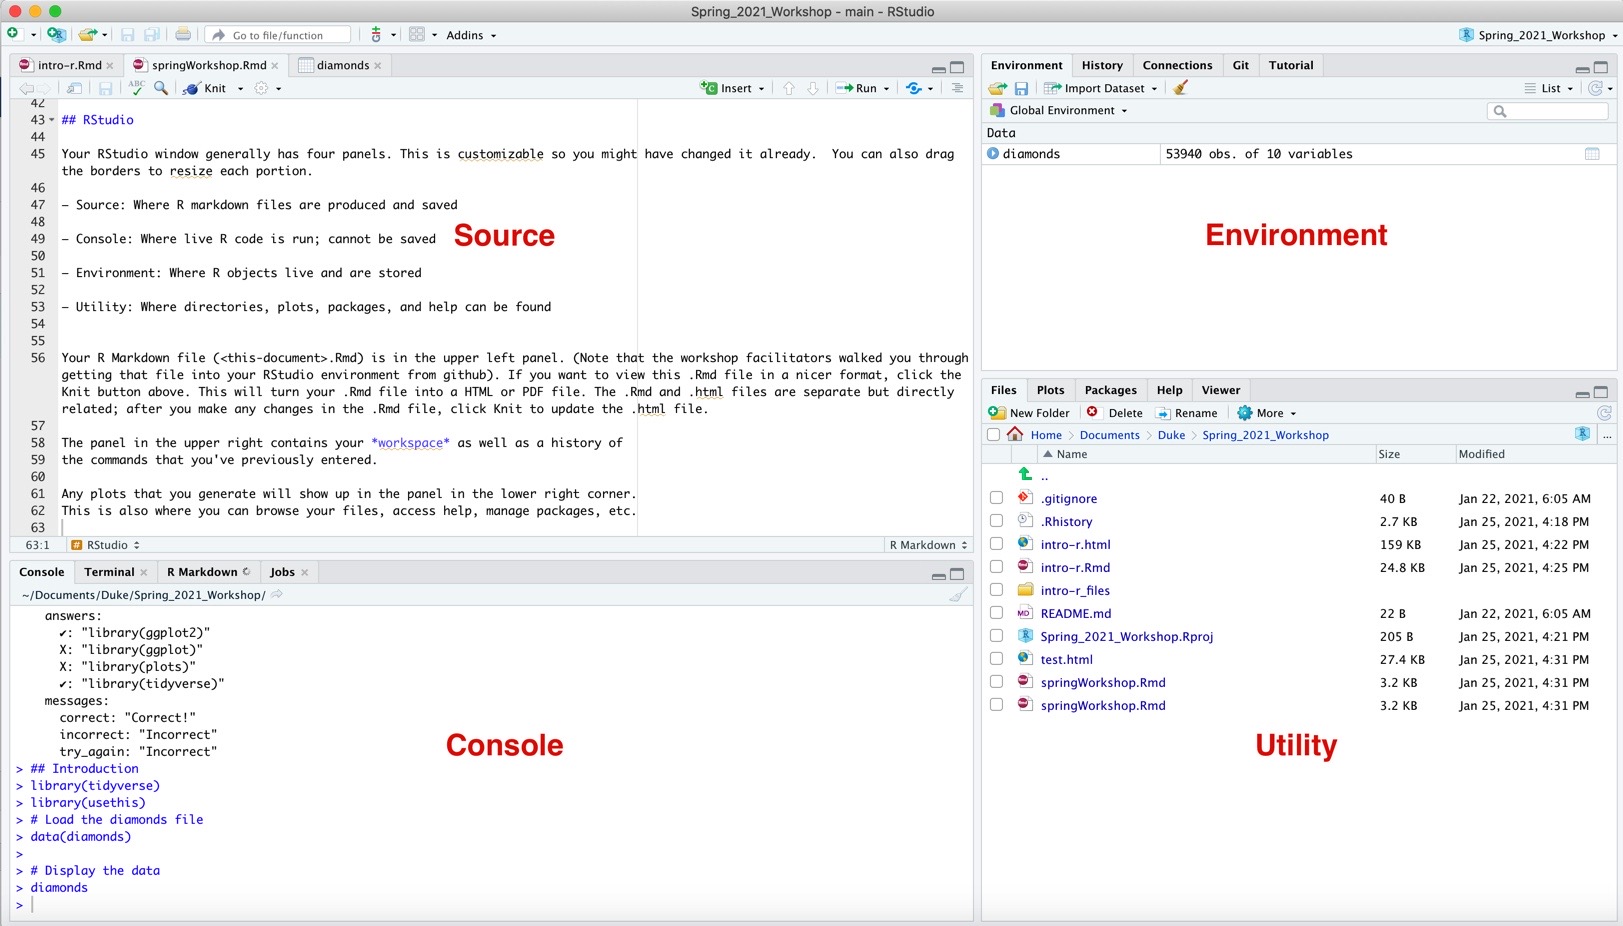 Spring_2021_Workshop - main - RStudio
Go to file/function
Addins
Spring_2021_Workshop
intro-r.Rmd
springWorkshop.Rmd
diamonds
ABC
Knit
Insert
Run
42
43 ## RStudio
44
45 Your RStudio window generally has four panels. This is customizable so you might have changed it already.  You can also drag
the borders to resize each portion.
46
47 - Source: Where R markdown files are produced and saved
48
49 - Console: Where live R code is run; cannot be saved
Source
50
51 - Environment: Where R objects live and are stored
52
53 - Utility: Where directories, plots, packages, and help can be found
54
55
56 Your R Markdown file (<this-document>.Rmd) is in the upper left panel. (Note that the workshop facilitators walked you through
getting that file into your RStudio environment from github). If you want to view this .Rmd file in a nicer format, click the
Knit button above. This will turn your .Rmd file into a HTML or PDF file. The .Rmd and .html files are separate but directly
related; after you make any changes in the .Rmd file, click Knit to update the .html file.
57
58 The panel in the upper right contains your *workspace* as well as a history of
59 the commands that you've previously entered.
60
61 Any plots that you generate will show up in the panel in the lower right corner.
62 This is also where you can browse your files, access help, manage packages, etc.
63
63:1 # RStudio R Markdown
Console Terminal R Markdown Jobs
~/Documents/Duke/Spring_2021_Workshop/
answers:
✔: "library(ggplot2)"
X: "library(ggplot)"
X: "library(plots)"
✔: "library(tidyverse)"
messages:
correct: "Correct!"
incorrect: "Incorrect"
try_again: "Incorrect"
Console
> ## Introduction
> library(tidyverse)
> library(usethis)
> # Load the diamonds file
> data(diamonds)
>
> # Display the data
> diamonds
>
Environment History Connections Git Tutorial
Import Dataset
List
Global Environment
Data
diamonds 53940 obs. of 10 variables
Environment
Files Plots Packages Help Viewer
New Folder Delete Rename More
Home Documents Duke Spring_2021_Workshop ...
Name Size Modified
..
.gitignore 40 B Jan 22, 2021, 6:05 AM
.Rhistory 2.7 KB Jan 25, 2021, 4:18 PM
intro-r.html 159 KB Jan 25, 2021, 4:22 PM
intro-r.Rmd 24.8 KB Jan 25, 2021, 4:25 PM
intro-r_files
MD README.md 22 B Jan 22, 2021, 6:05 AM
Spring_2021_Workshop.Rproj 205 B Jan 25, 2021, 4:21 PM
test.html 27.4 KB Jan 25, 2021, 4:31 PM
springWorkshop.Rmd 3.2 KB Jan 25, 2021, 4:31 PM
springWorkshop.Rmd 3.2 KB Jan 25, 2021, 4:31 PM
Utility